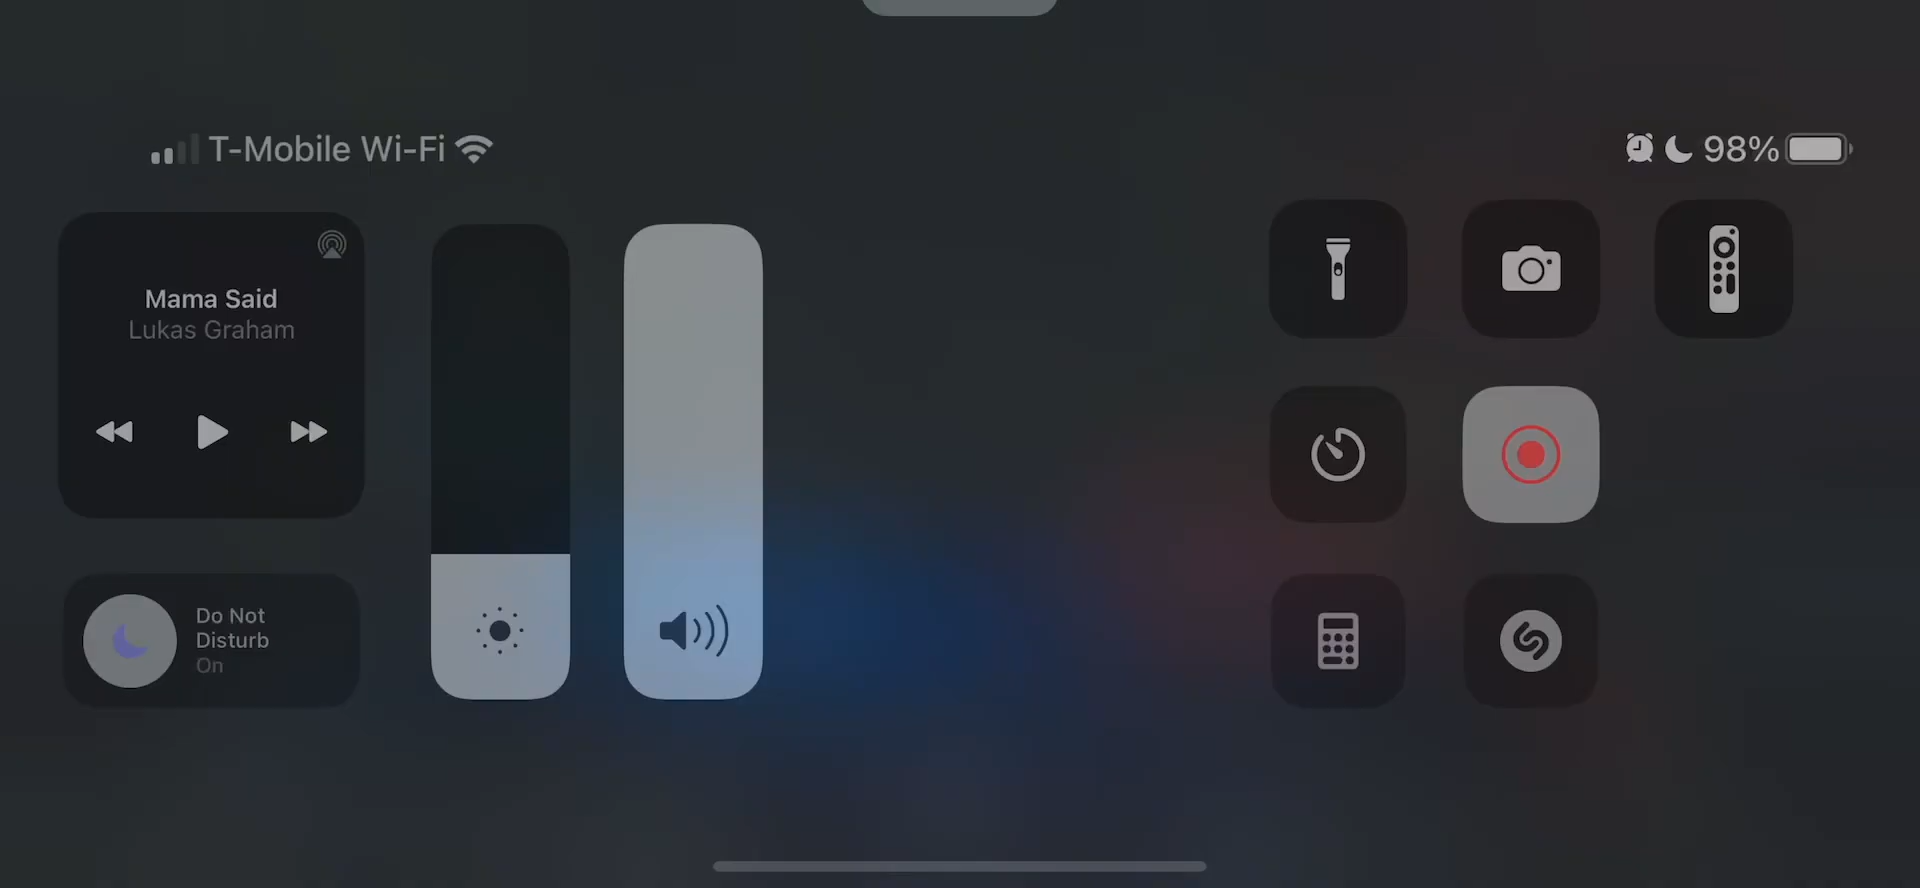 T-Mobile Wi-Fi
98%
Mama Said
Lukas Graham
Do Not
Disturb
On